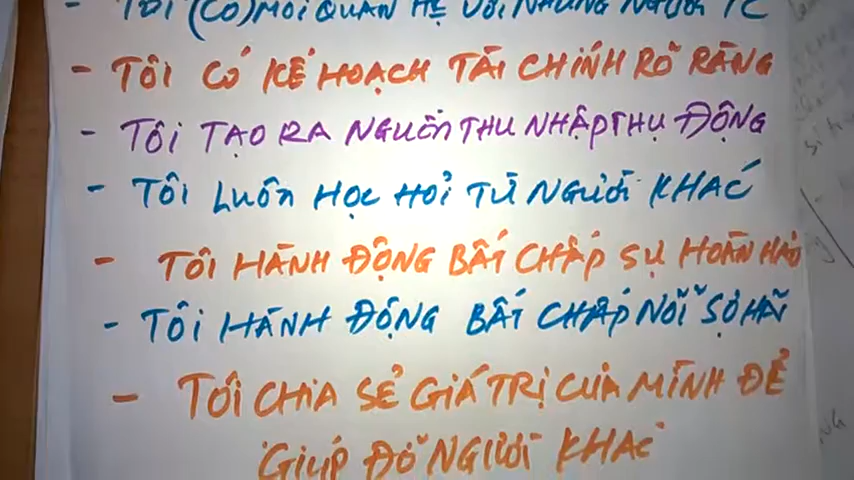 - TÔI (CÓ) MỐI QUAN HỆ VỚI NHỮNG NGƯỜI TC
- TÔI CÓ KẾ HOẠCH TÀI CHÍNH RÕ RÀNG
- TÔI TẠO RA NGUỒN THU NHẬP THỤ ĐỘNG
- TÔI LUÔN HỌC HỎI TỪ NGƯỜI KHÁC
- TÔI HÀNH ĐỘNG BẤT CHẤP SỰ HOÀN HẢO
- TÔI HÀNH ĐỘNG BẤT CHẤP NỖI SỢ HÃI
- TÔI CHIA SẺ GIÁ TRỊ CỦA MÌNH ĐỂ
GIÚP ĐỠ NGƯỜI KHÁC